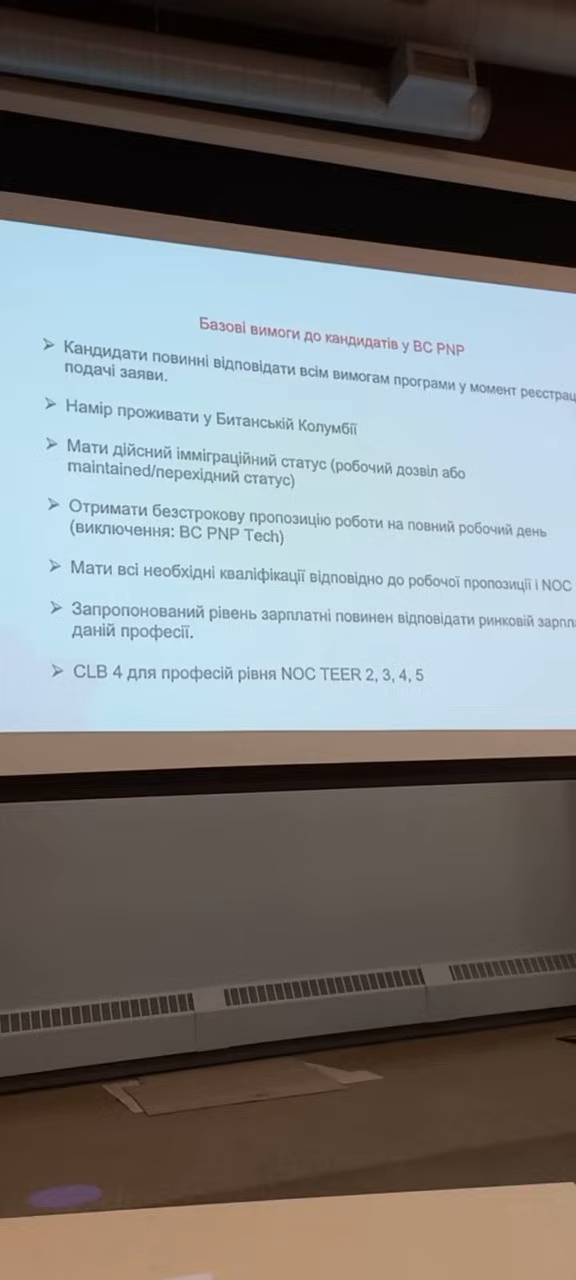 Базові вимоги до кандидатів у BC PNP
➤ Кандидати повинні відповідати всім вимогам програми у момент
подачі заяви.
➤ Намір проживати у Британській Колумбії
➤ Мати дійсний імміграційний статус (робочий дозвіл або
maintained/перехідний статус)
➤ Отримати безстрокову пропозицію роботи на повний робочий день
(виключення: BC PNP Tech)
➤ Мати всі необхідні кваліфікації відповідно до робочої пропозиції і NOC
➤ Запропонований рівень зарплатні повинен відповідати ринковій
даній професії.
➤ CLB 4 для професій рівня NOC TEER 2, 3, 4, 5